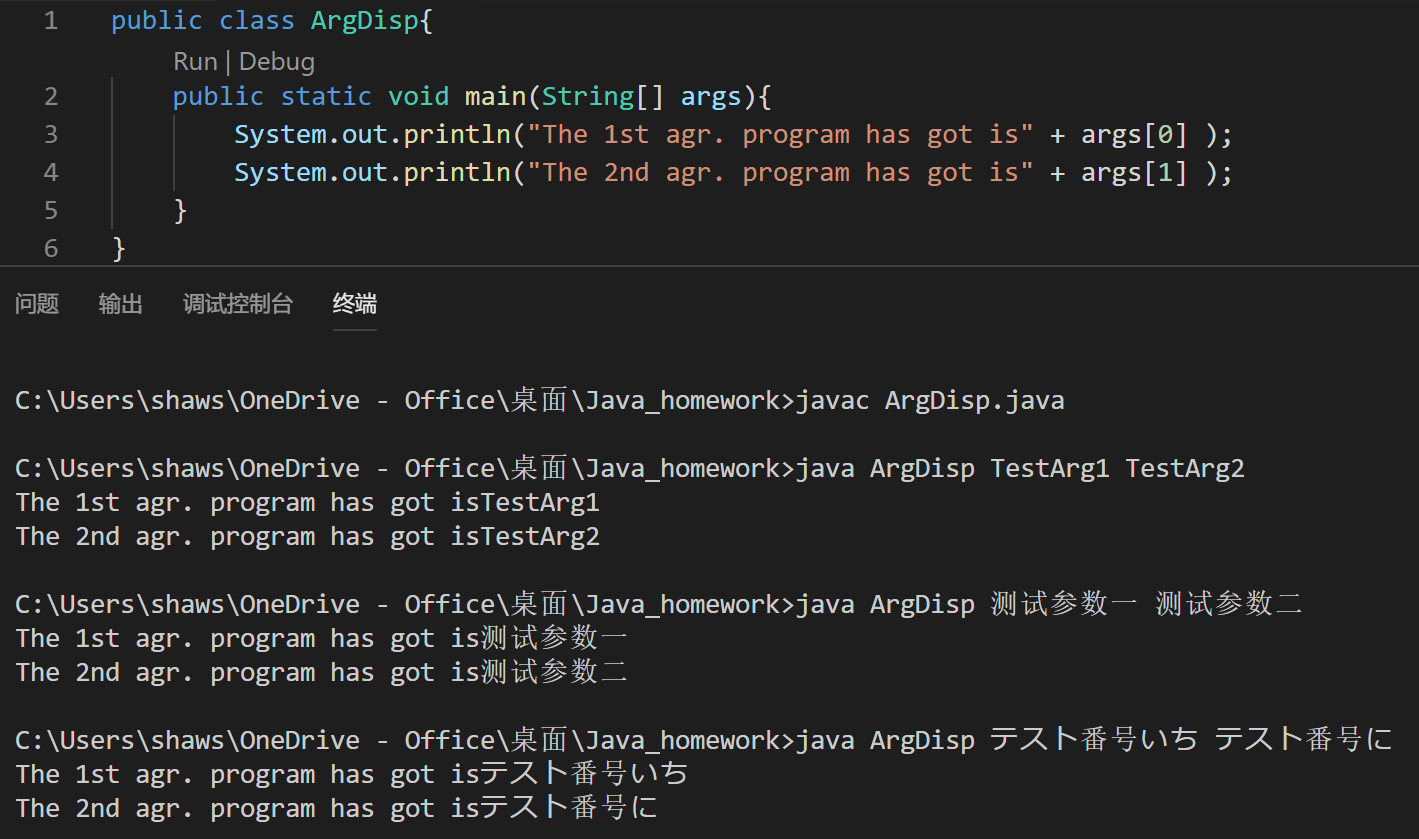 1 public class ArgDisp{
Run | Debug
2 public static void main(String[] args){
3 System.out.println("The 1st agr. program has got is" + args[0] );
4 System.out.println("The 2nd agr. program has got is" + args[1] );
5 }
6 }
问题 输出 调试控制台 终端
C:\Users\shaws\OneDrive - Office\桌面\Java_homework>javac ArgDisp.java
C:\Users\shaws\OneDrive - Office\桌面\Java_homework>java ArgDisp TestArg1 TestArg2
The 1st agr. program has got isTestArg1
The 2nd agr. program has got isTestArg2
C:\Users\shaws\OneDrive - Office\桌面\Java_homework>java ArgDisp 测试参数一 测试参数二
The 1st agr. program has got is测试参数一
The 2nd agr. program has got is测试参数二
C:\Users\shaws\OneDrive - Office\桌面\Java_homework>java ArgDisp テスト番号いち テスト番号に
The 1st agr. program has got isテスト番号いち
The 2nd agr. program has got isテスト番号に